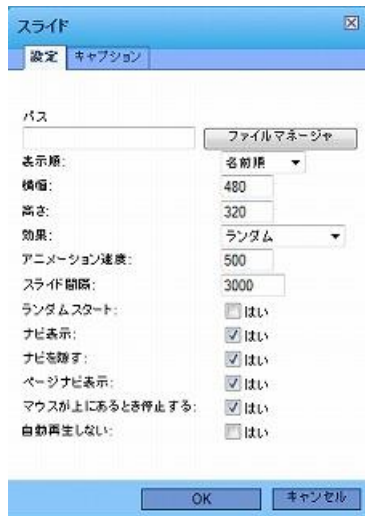 スライド
設定 キャプション
パス
ファイルマネージャ
表示順: 名前順
横幅: 480
高さ: 320
効果: ランダム
アニメーション速度: 500
スライド間隔: 3000
ランダムスタート: はい
ナビ表示: はい
ナビを隠す: はい
ページナビ表示: はい
マウスが上にあるとき停止する: はい
自動再生しない: はい
OK キャンセル